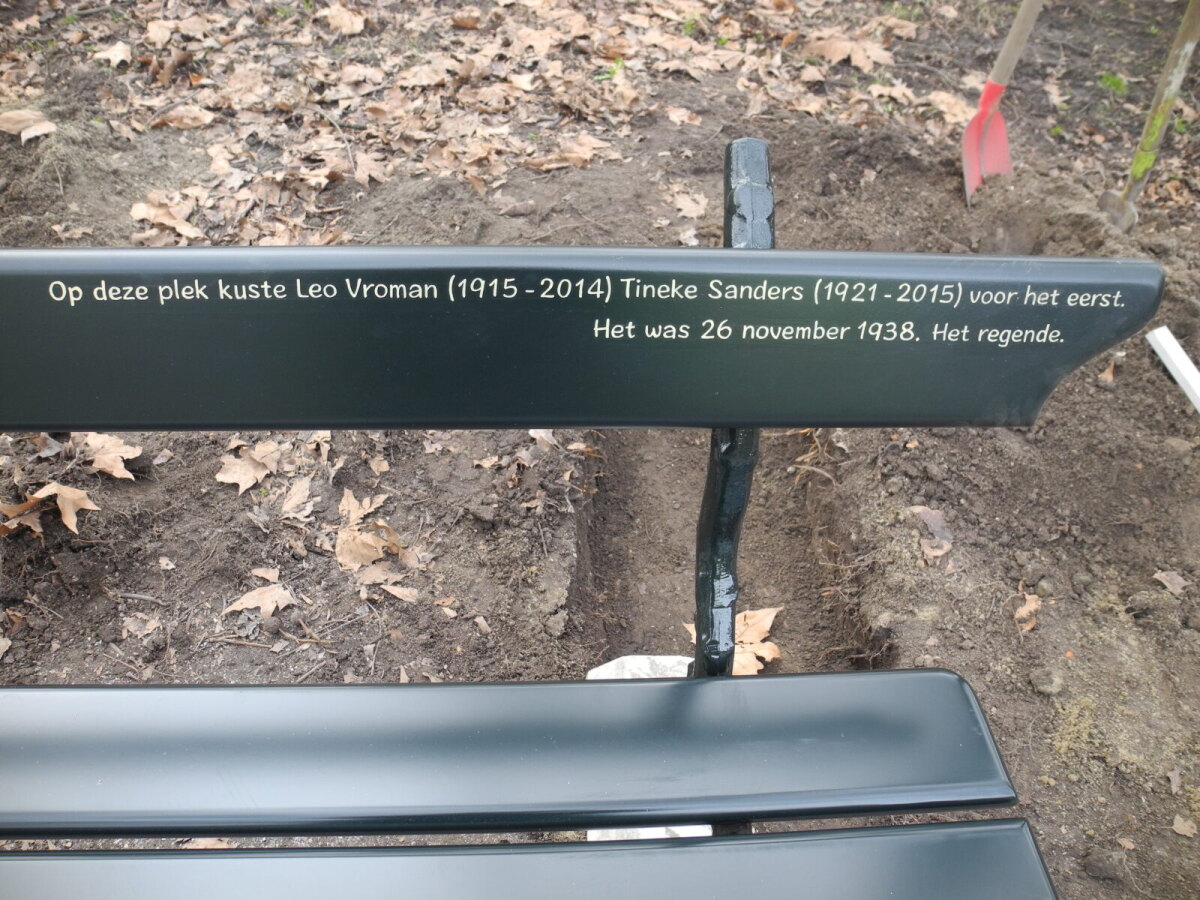 Op deze plek kuste Leo Vroman (1915 - 2014) Tineke Sanders (1921 - 2015) voor het eerst.
Het was 26 november 1938. Het regende.